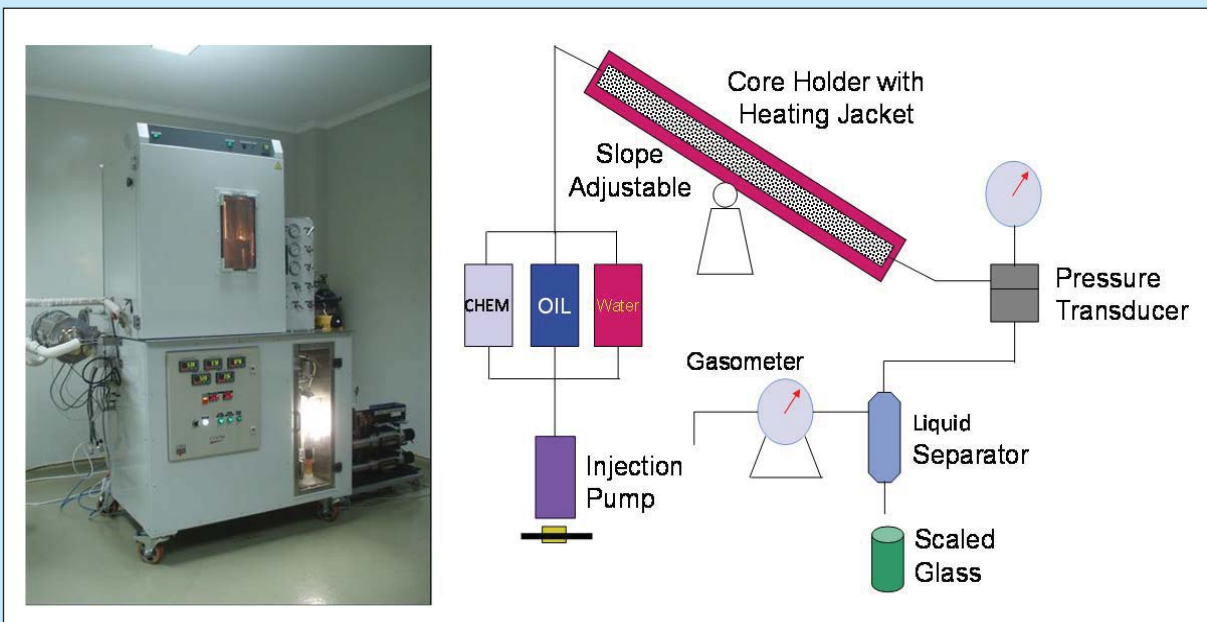 Core Holder with
Heating Jacket
Slope
Adjustable
CHEM
OIL
Water
Pressure
Transducer
Gasometer
Liquid
Separator
Injection
Pump
Scaled
Glass